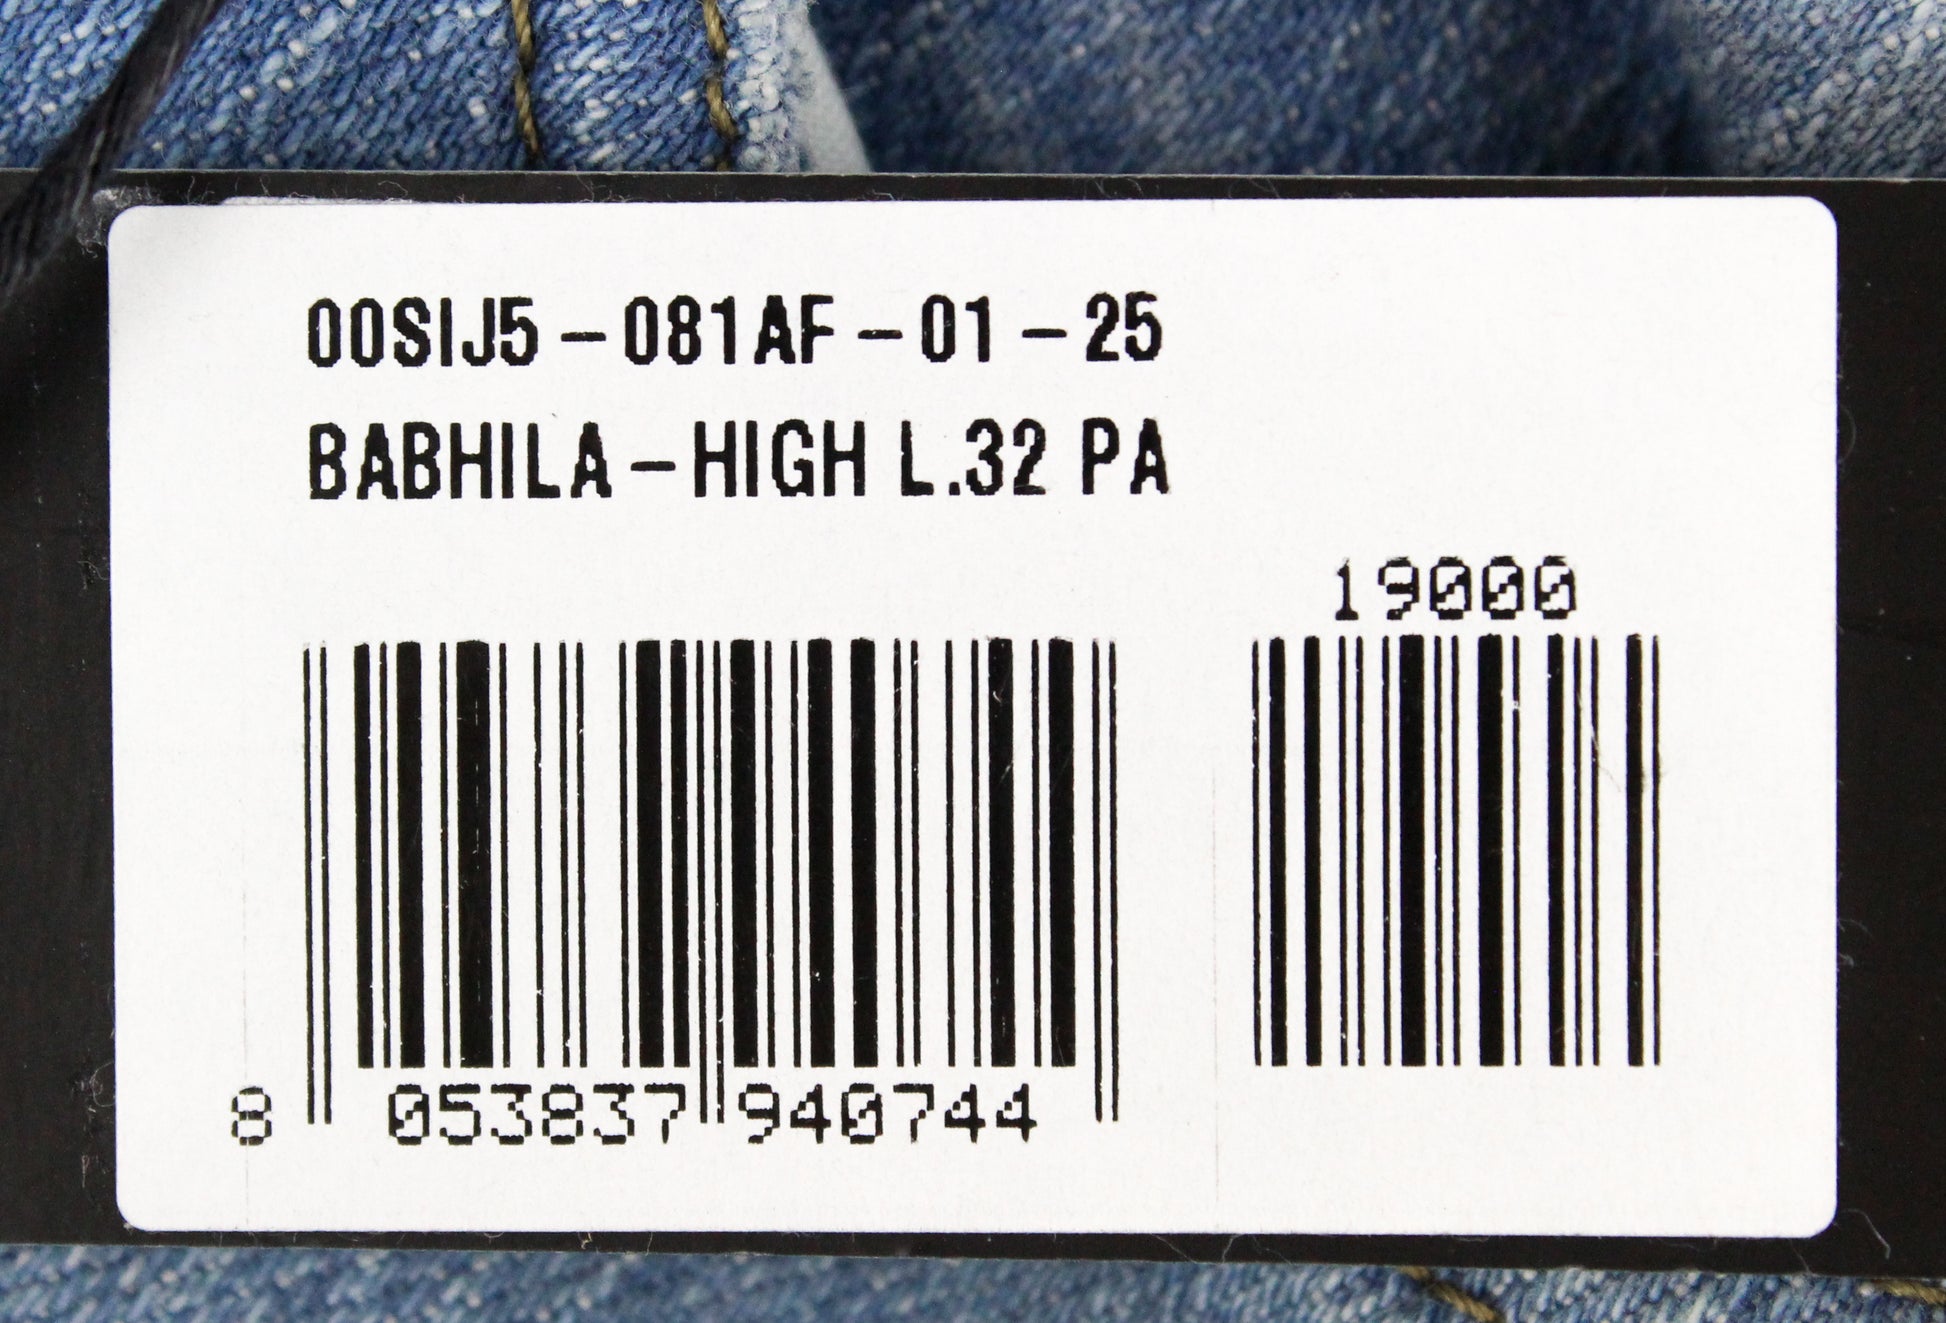 00SIJ5-081AF-01-25
BABHILA-HIGH L.32 PA
19000
8 053837 940744